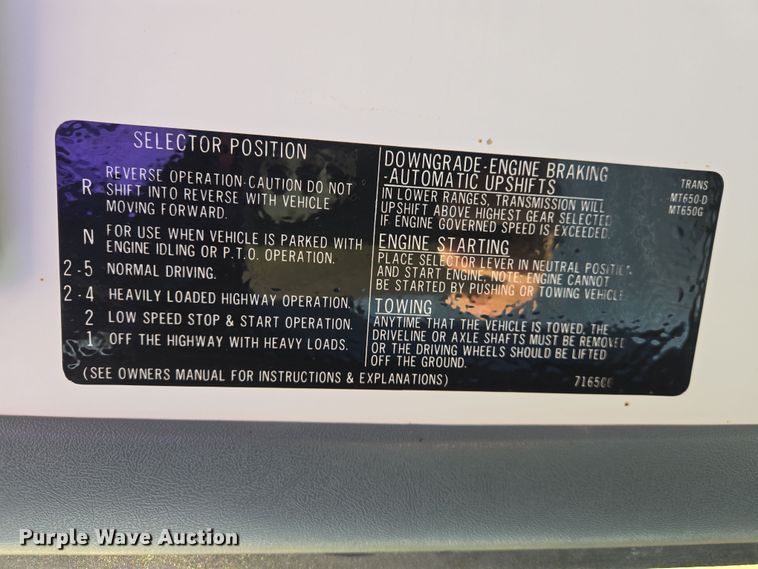 SELECTOR POSITION
R REVERSE OPERATION-CAUTION DO NOT
SHIFT INTO REVERSE WITH VEHICLE
MOVING FORWARD.
N FOR USE WHEN VEHICLE IS PARKED WITH
ENGINE IDLING OR P.T.O. OPERATION.
2-5 NORMAL DRIVING.
2-4 HEAVILY LOADED HIGHWAY OPERATION.
2 LOW SPEED STOP & START OPERATION.
1 OFF THE HIGHWAY WITH HEAVY LOADS.
(SEE OWNERS MANUAL FOR INSTRUCTIONS & EXPLANATIONS)
DOWNGRADE-ENGINE BRAKING
-AUTOMATIC UPSHIFTS
IN LOWER RANGES, TRANSMISSION WILL
UPSHIFT ABOVE HIGHEST GEAR SELECTED
IF ENGINE GOVERNED SPEED IS EXCEEDED.
ENGINE STARTING
PLACE SELECTOR LEVER IN NEUTRAL POSITION
AND START ENGINE. NOTE: ENGINE CANNOT
BE STARTED BY PUSHING OR TOWING VEHICLE
TOWING
ANYTIME THAT THE VEHICLE IS TOWED, THE
DRIVELINE OR AXLE SHAFTS MUST BE REMOVED
OR THE DRIVING WHEELS SHOULD BE LIFTED
OFF THE GROUND.
TRANS
MT650-D
MT650G
Purple Wave Auction